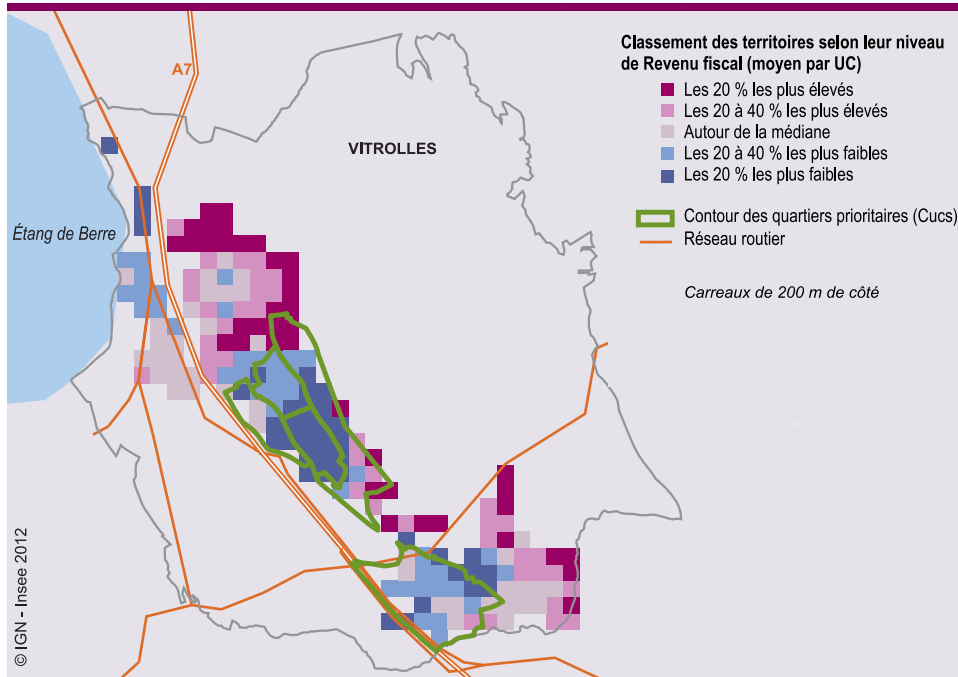 Classement des territoires selon leur niveau
de Revenu fiscal (moyen par UC)
Les 20 % les plus élevés
Les 20 à 40 % les plus élevés
Autour de la médiane
Les 20 à 40 % les plus faibles
Les 20 % les plus faibles
Contour des quartiers prioritaires (Cucs)
Réseau routier
Carreaux de 200 m de côté
A7
VITROLLES
Étang de Berre
© IGN - Insee 2012